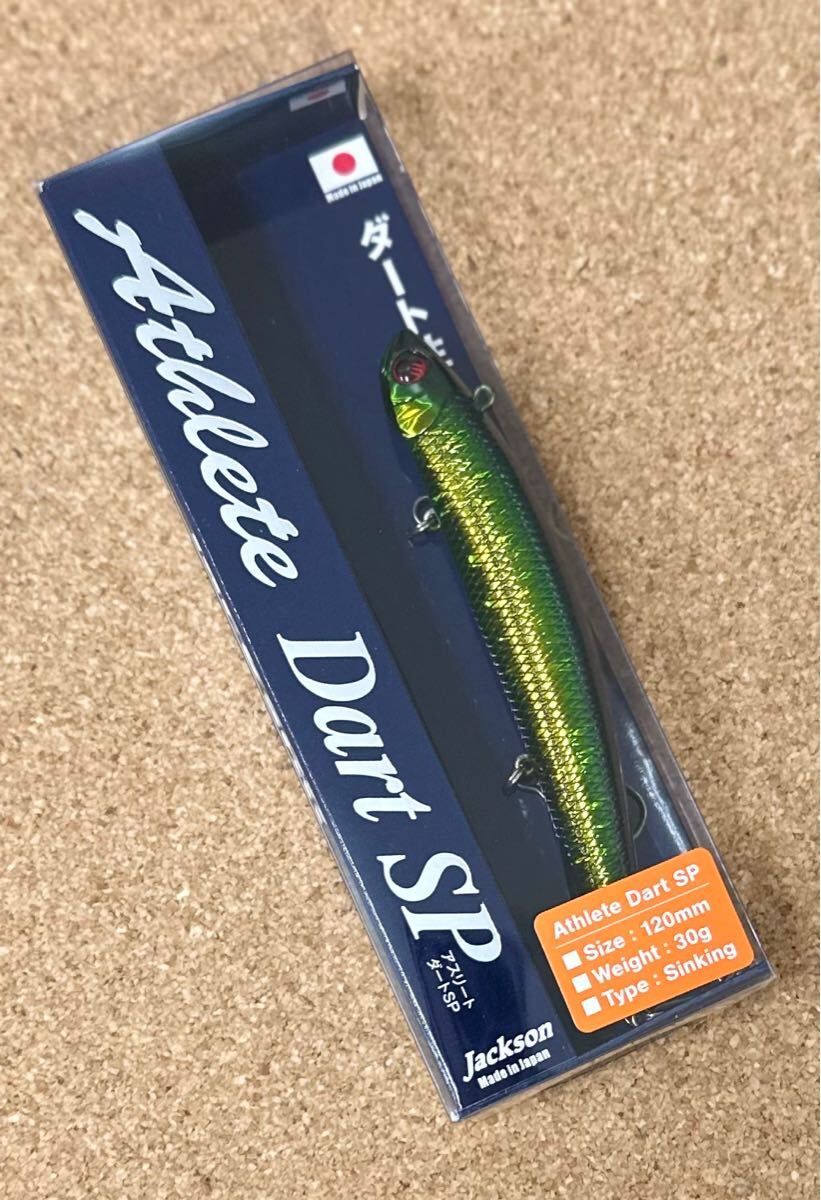 Made in Japan
ダート
Athlete Dart SP
アスリート
ダートSP
Jackson
Made in Japan
Athlete Dart SP
Size : 120mm
Weight : 30g
Type : Sinking